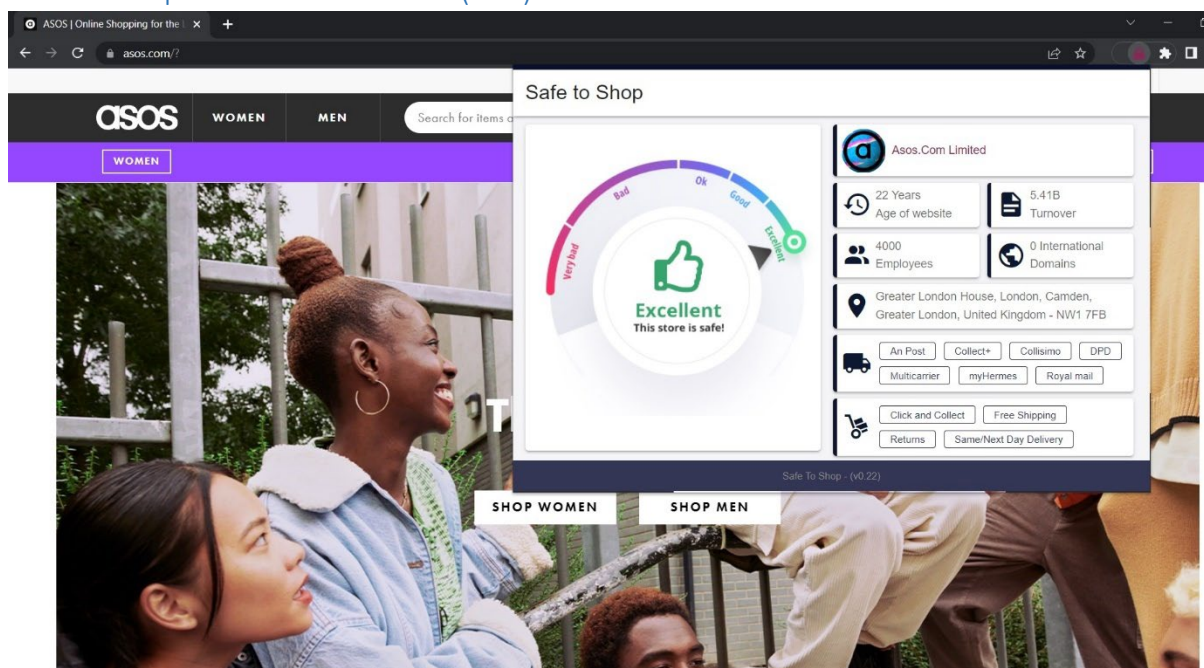 ASOS | Online Shopping for the
asos.com/?
Safe to Shop
asos
WOMEN
MEN
Search for items
WOMEN
Very bad
Bad
Ok
Good
Excellent
Excellent
This store is safe!
Asos.Com Limited
22 Years
Age of website
5.41B
Turnover
4000
Employees
0 International
Domains
Greater London House, London, Camden,
Greater London, United Kingdom - NW1 7FB
An Post Collect+ Collisimo DPD
Multicarrier myHermes Royal mail
Click and Collect Free Shipping
Returns Same/Next Day Delivery
Safe To Shop - (v0.22)
SHOP WOMEN
SHOP MEN